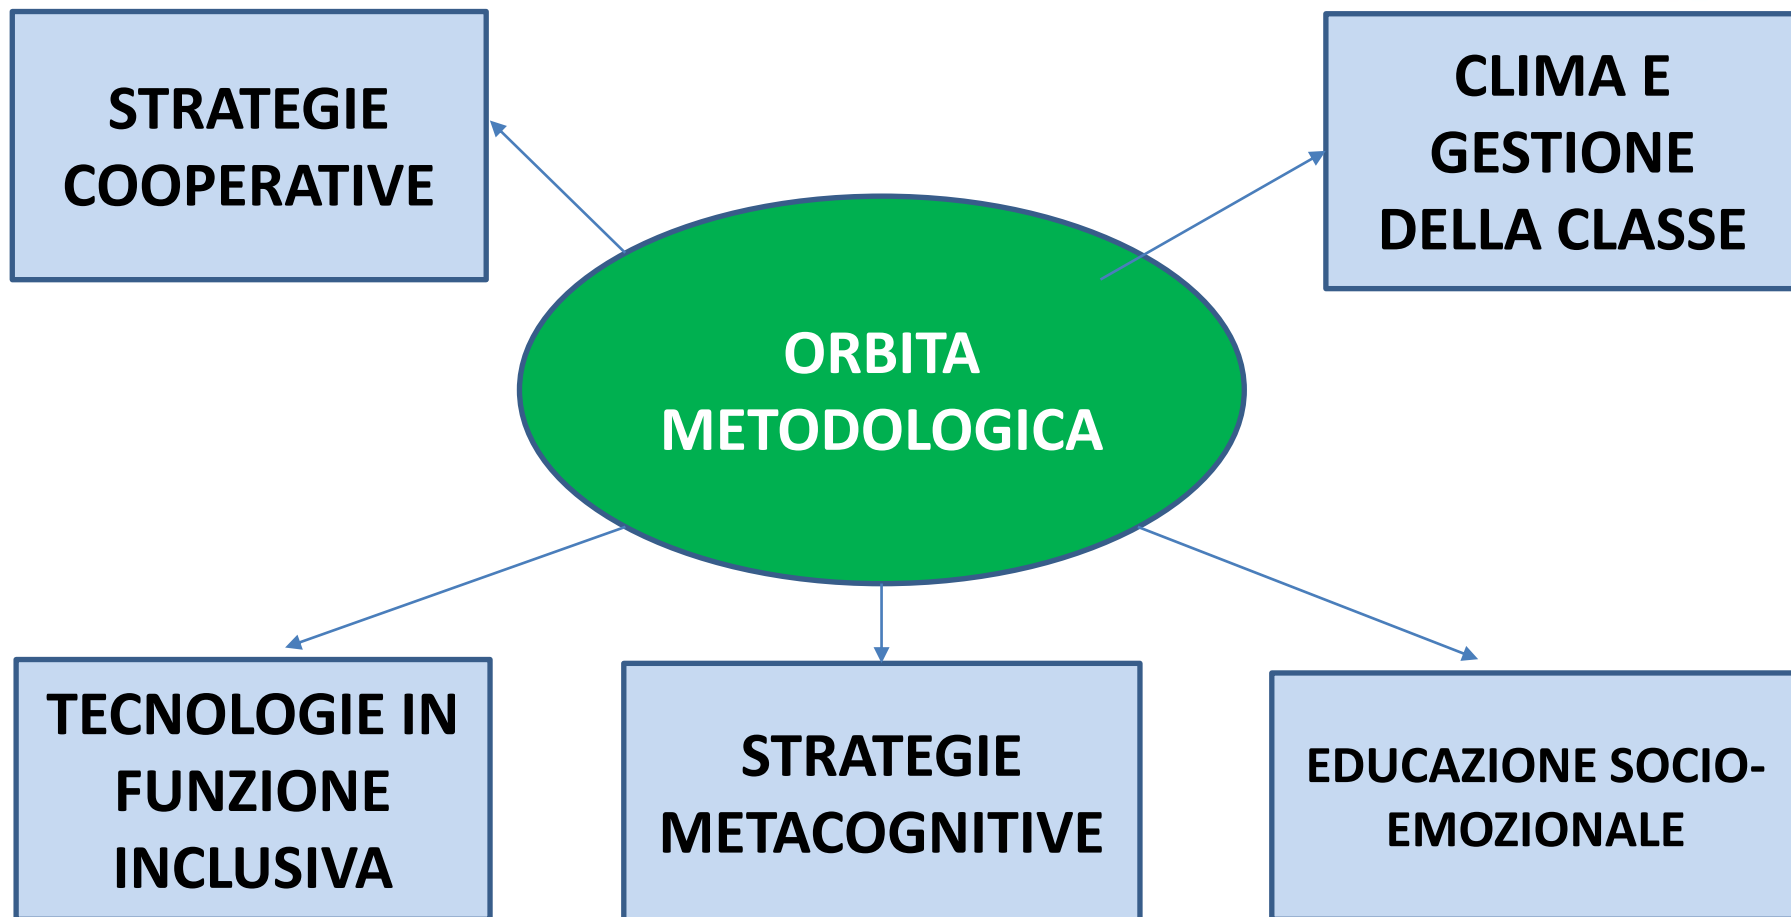 STRATEGIE
COOPERATIVE
CLIMA E
GESTIONE
DELLA CLASSE
ORBITA
METODOLOGICA
TECNOLOGIE IN
FUNZIONE
INCLUSIVA
STRATEGIE
METACOGNITIVE
EDUCAZIONE SOCIO-
EMOZIONALE